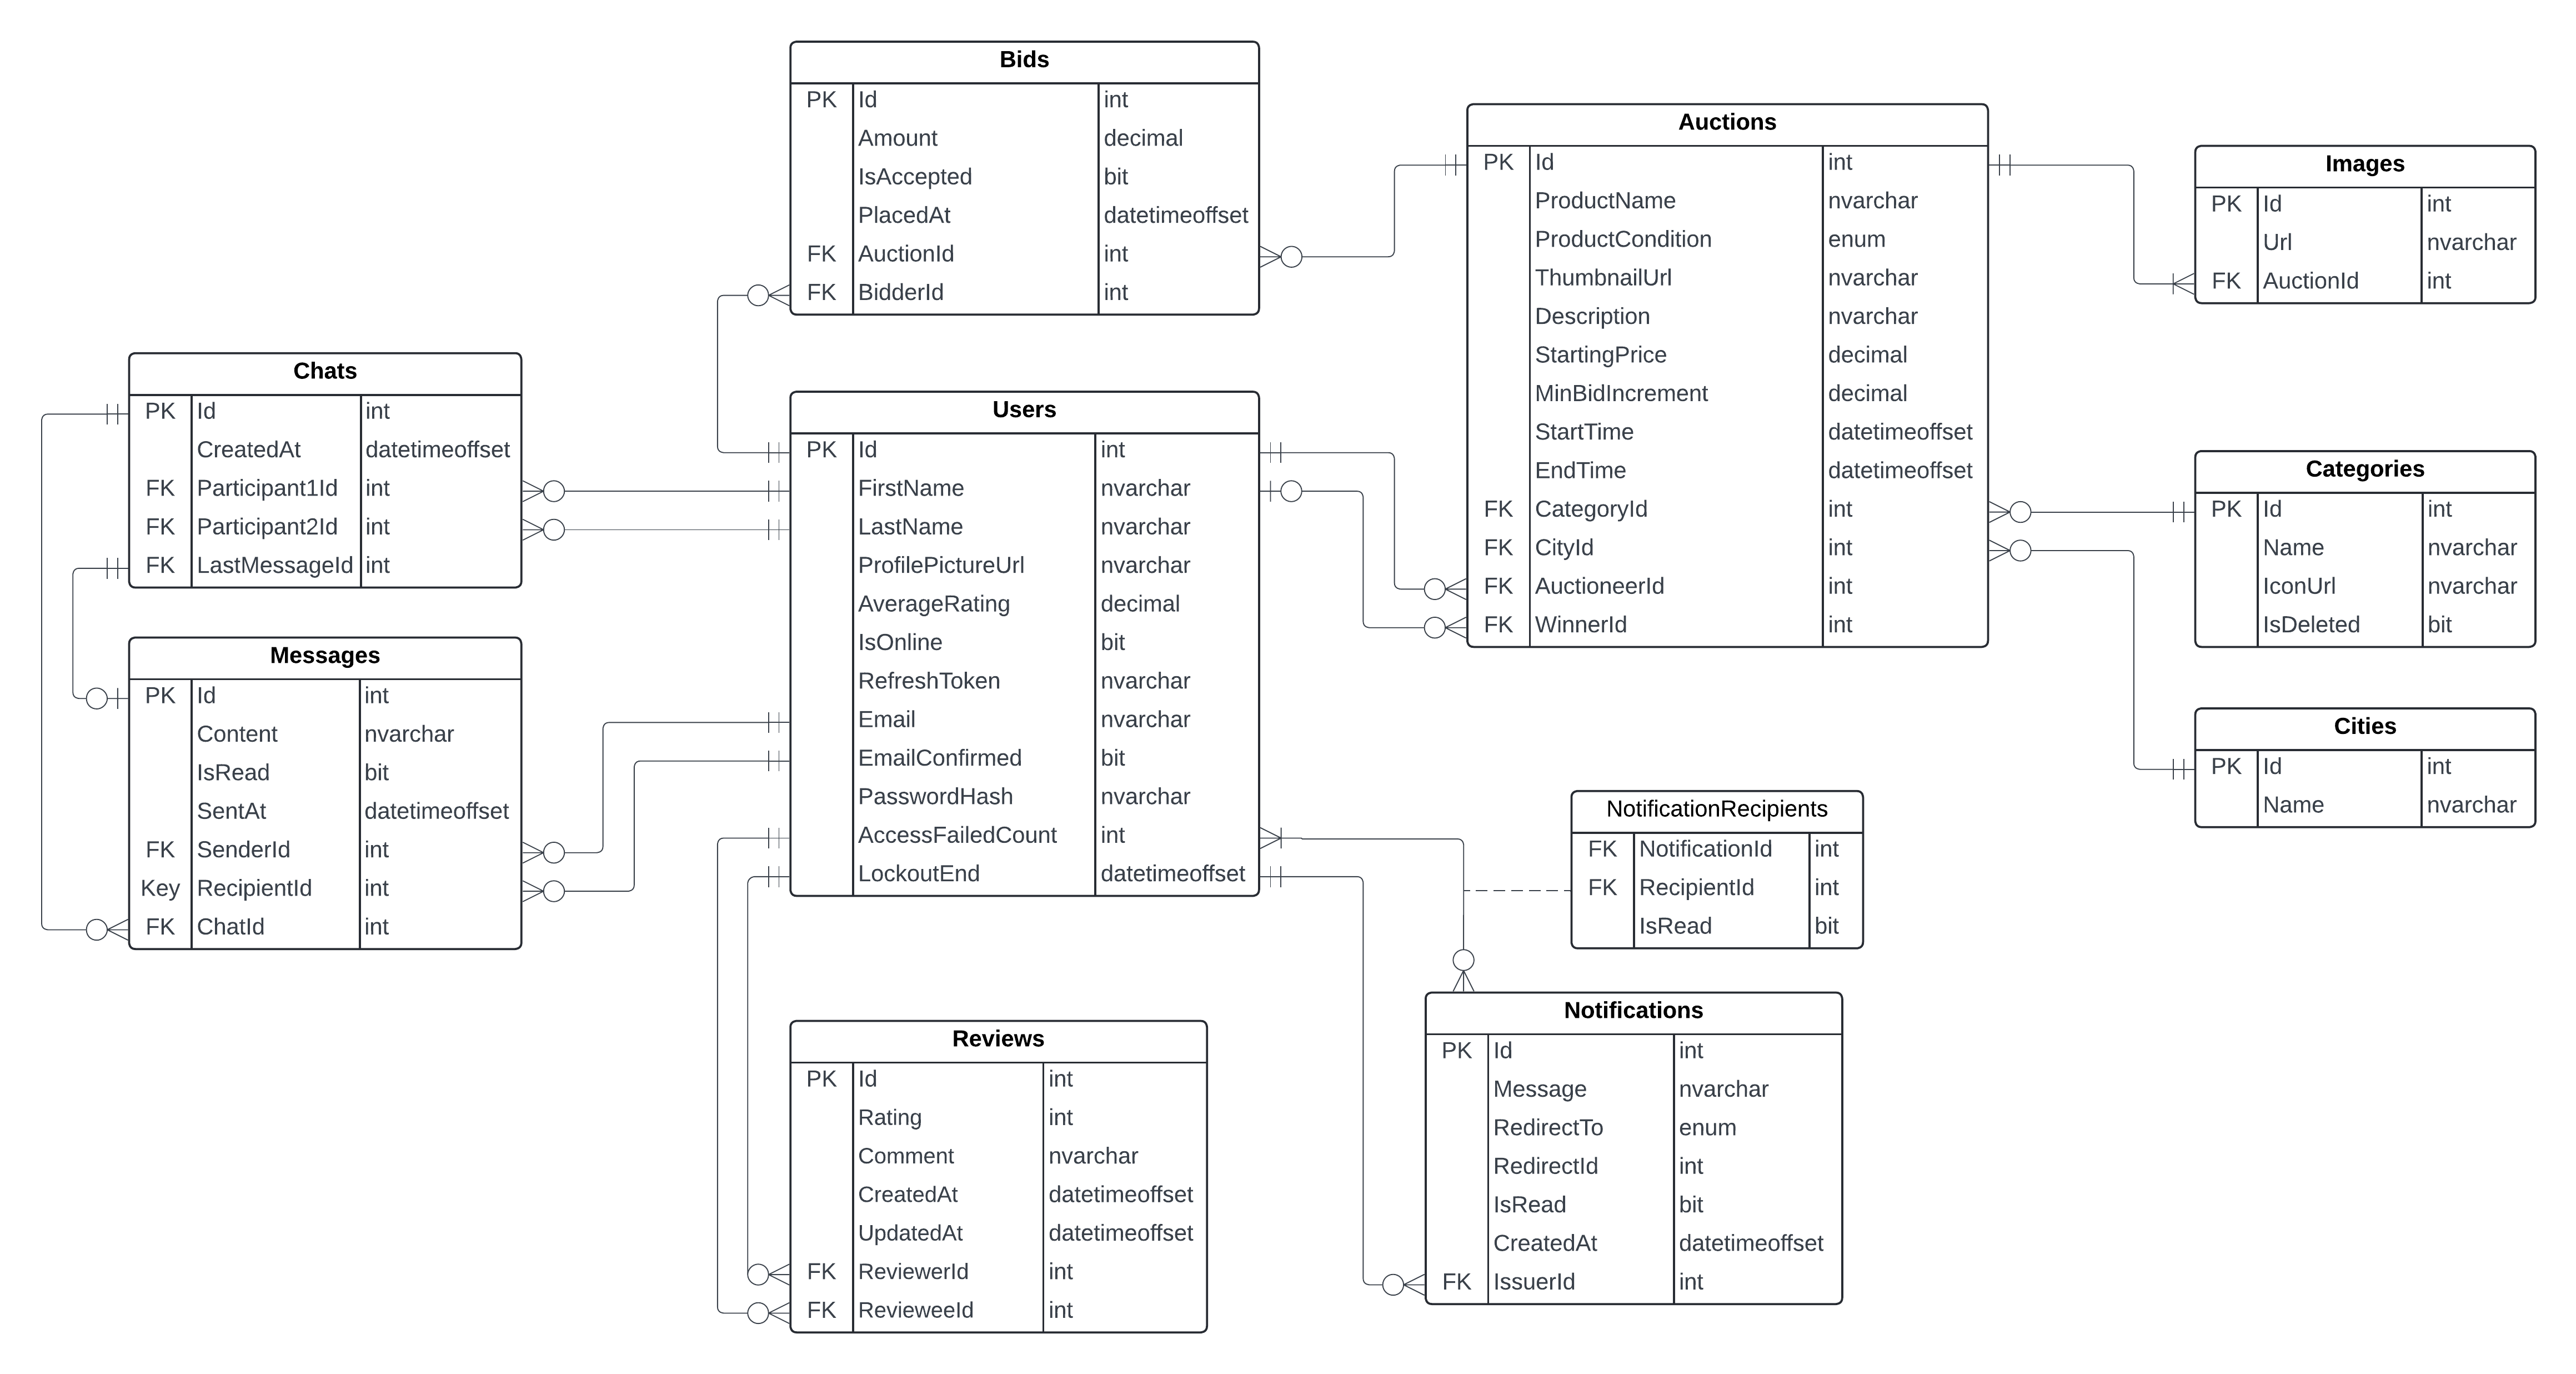 Bids
PK Id int
Amount decimal
IsAccepted bit
PlacedAt datetimeoffset
FK AuctionId int
FK BidderId int
Auctions
PK Id int
ProductName nvarchar
ProductCondition enum
ThumbnailUrl nvarchar
Description nvarchar
StartingPrice decimal
MinBidIncrement decimal
StartTime datetimeoffset
EndTime datetimeoffset
FK CategoryId int
FK CityId int
FK AuctioneerId int
FK WinnerId int
Images
PK Id int
Url nvarchar
FK AuctionId int
Chats
PK Id int
CreatedAt datetimeoffset
FK Participant1Id int
FK Participant2Id int
FK LastMessageId int
Users
PK Id int
FirstName nvarchar
LastName nvarchar
ProfilePictureUrl nvarchar
AverageRating decimal
IsOnline bit
RefreshToken nvarchar
Email nvarchar
EmailConfirmed bit
PasswordHash nvarchar
AccessFailedCount int
LockoutEnd datetimeoffset
Categories
PK Id int
Name nvarchar
IconUrl nvarchar
IsDeleted bit
Messages
PK Id int
Content nvarchar
IsRead bit
SentAt datetimeoffset
FK SenderId int
Key RecipientId int
FK ChatId int
Cities
PK Id int
Name nvarchar
NotificationRecipients
FK NotificationId int
FK RecipientId int
IsRead bit
Notifications
PK Id int
Message nvarchar
RedirectTo enum
RedirectId int
IsRead bit
CreatedAt datetimeoffset
FK IssuerId int
Reviews
PK Id int
Rating int
Comment nvarchar
CreatedAt datetimeoffset
UpdatedAt datetimeoffset
FK ReviewerId int
FK RevieweeId int